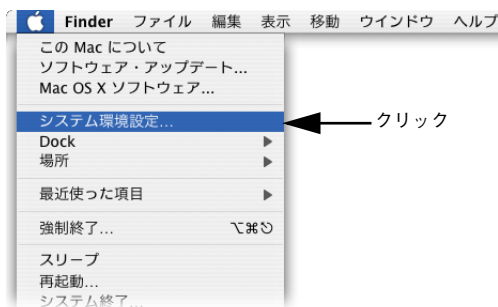 Finder ファイル 編集 表示 移動 ウインドウ ヘルプ
この Mac について
ソフトウェア・アップデート...
Mac OS X ソフトウェア...
システム環境設定...
クリック
Dock
場所
最近使った項目
強制終了... ⌥⌘⎋
スリープ
再起動...
システム終了...